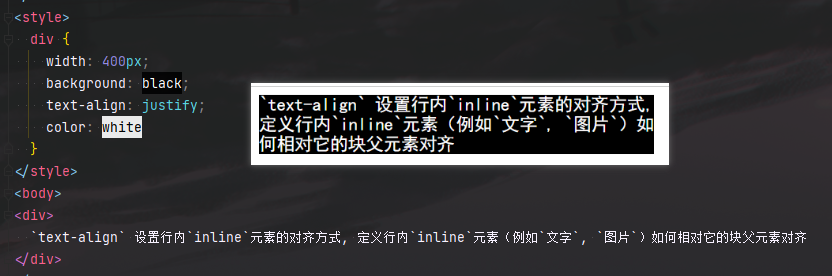 <style>
div {
width: 400px;
background: black;
text-align: justify;
color: white
}
</style>
<body>
<div>
`text-align` 设置行内`inline`元素的对齐方式, 定义行内`inline`元素（例如`文字`, `图片`）如何相对它的块父元素对齐
</div>
`text-align` 设置行内`inline`元素的对齐方式,
定义行内`inline`元素（例如`文字`, `图片`）如
何相对它的块父元素对齐